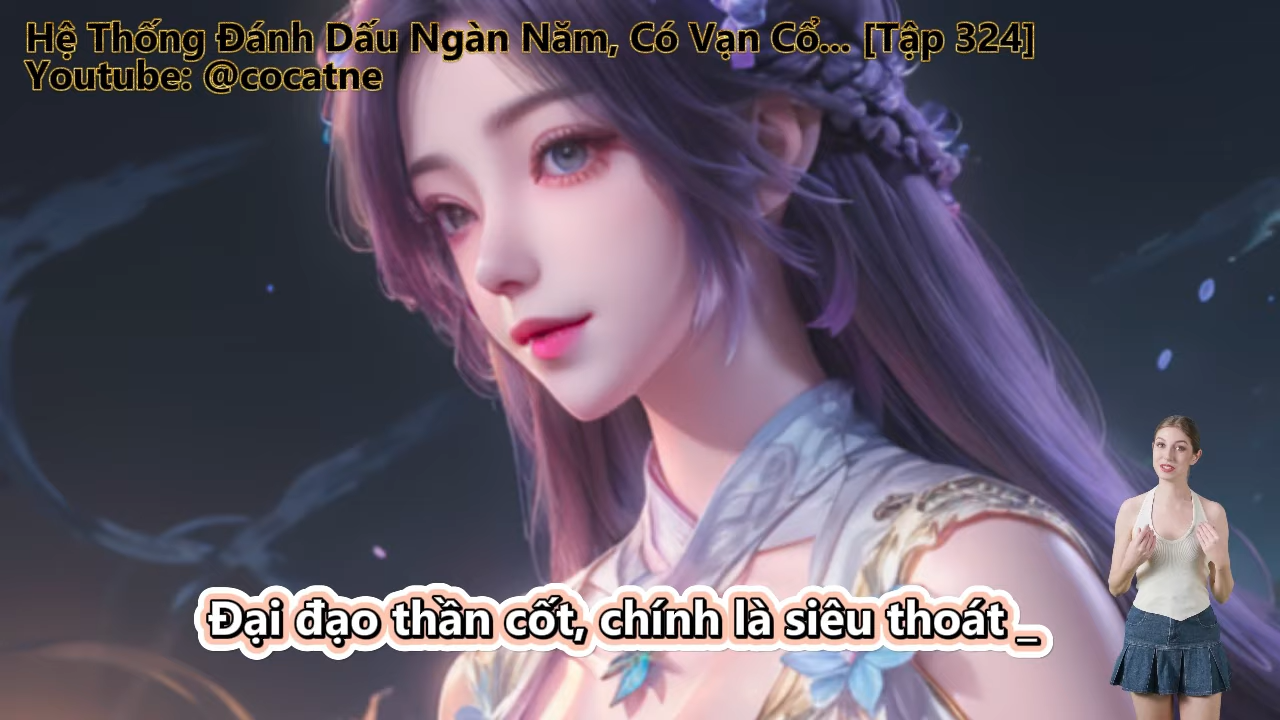 Hệ Thống Đánh Dấu Ngàn Năm, Có Vạn Cổ... [Tập 324]
Youtube: @cocatne
Đại đạo thần cốt, chính là siêu thoát _